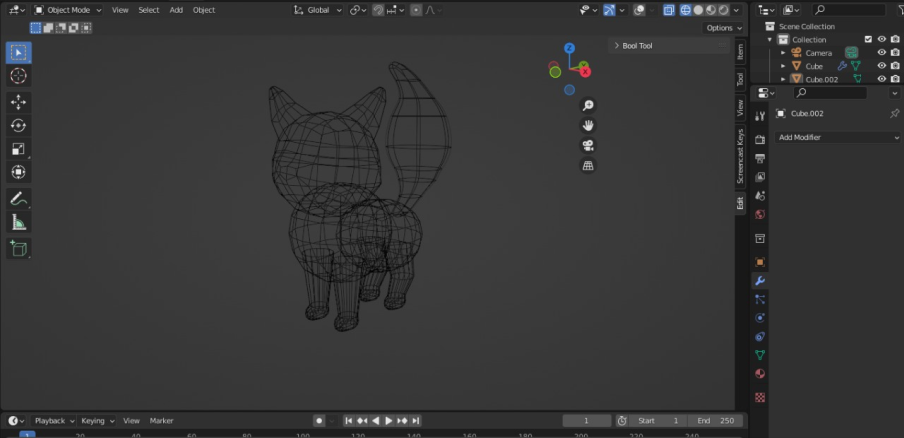 Object Mode View Select Add Object Global
Options
Bool Tool
Z
X
Item
Tool
View
Screencast Keys
Edit
Scene Collection
Collection
Camera
Cube
Cube.002
Cube.002
Add Modifier
Playback Keying View Marker
1 Start 1 End 250
1 20 40 60 80 100 120 140 160 180 200 220 240